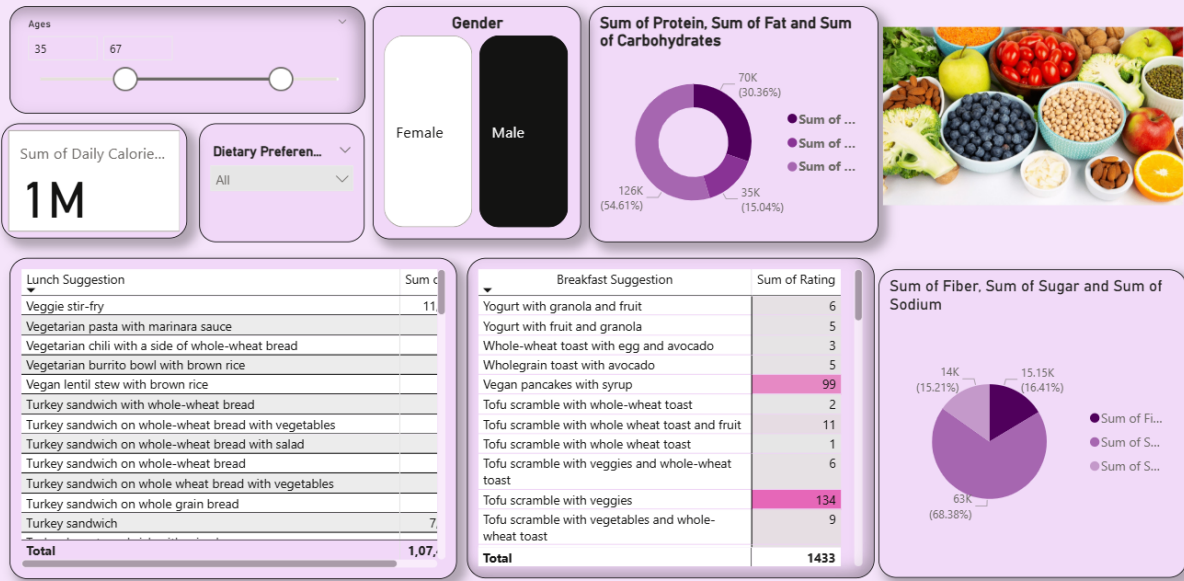 Ages
35 67
Sum of Daily Calorie...
1M
Dietary Preferen...
All
Gender
Female
Male
Sum of Protein, Sum of Fat and Sum
of Carbohydrates
70K
(30.36%)
35K
(15.04%)
126K
(54.61%)
Sum of ...
Sum of ...
Sum of ...
Lunch Suggestion Sum
Veggie stir-fry 11,
Vegetarian pasta with marinara sauce
Vegetarian chili with a side of whole-wheat bread
Vegetarian burrito bowl with brown rice
Vegan lentil stew with brown rice
Turkey sandwich with whole-wheat bread
Turkey sandwich on whole-wheat bread with vegetables
Turkey sandwich on whole-wheat bread with salad
Turkey sandwich on whole-wheat bread
Turkey sandwich on whole wheat bread with vegetables
Turkey sandwich on whole grain bread
Turkey sandwich 7,
Total 1,07,
Breakfast Suggestion Sum of Rating
Yogurt with granola and fruit 6
Yogurt with fruit and granola 5
Whole-wheat toast with egg and avocado 3
Wholegrain toast with avocado 5
Vegan pancakes with syrup 99
Tofu scramble with whole-wheat toast 2
Tofu scramble with whole wheat toast and fruit 11
Tofu scramble with whole wheat toast 1
Tofu scramble with veggies and whole-wheat 6
toast
Tofu scramble with veggies 134
Tofu scramble with vegetables and whole- 9
wheat toast
Total 1433
Sum of Fiber, Sum of Sugar and Sum of
Sodium
14K
(15.21%)
15.15K
(16.41%)
63K
(68.38%)
Sum of Fi...
Sum of S...
Sum of S...